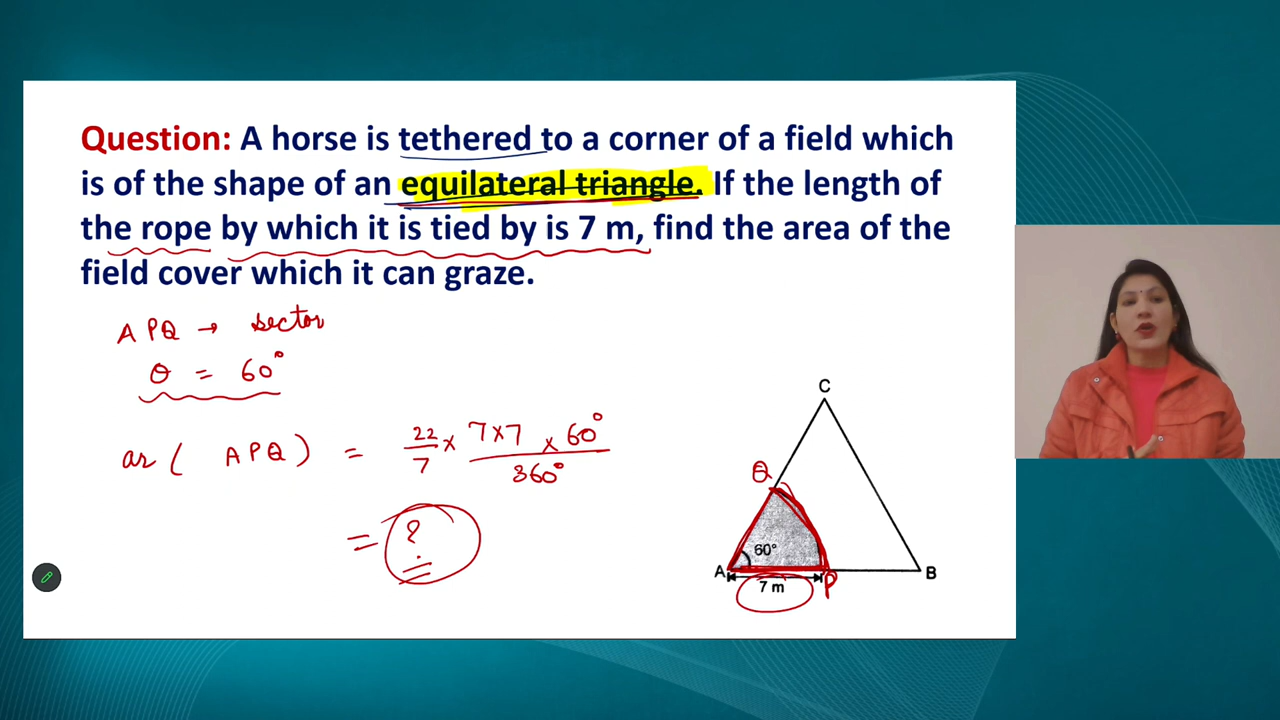 Question: A horse is tethered to a corner of a field which
is of the shape of an equilateral triangle. If the length of
the rope by which it is tied by is 7 m, find the area of the
field cover which it can graze.
APQ → sector
θ = 60°
ar ( APQ ) = 22/7 × 7×7 × 60° / 360°
= ?
C
Q
60°
A
P
B
7 m